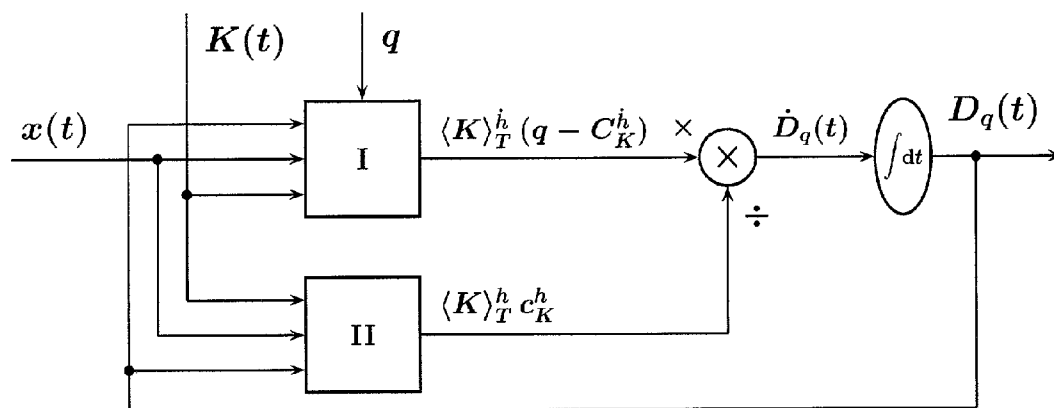 K(t)
q
x(t)
I
⟨K⟩_T^ḣ (q − C_K^ḣ)
×
×
÷
Ḋ_q(t)
∫dt
D_q(t)
II
⟨K⟩_T^h c_K^h